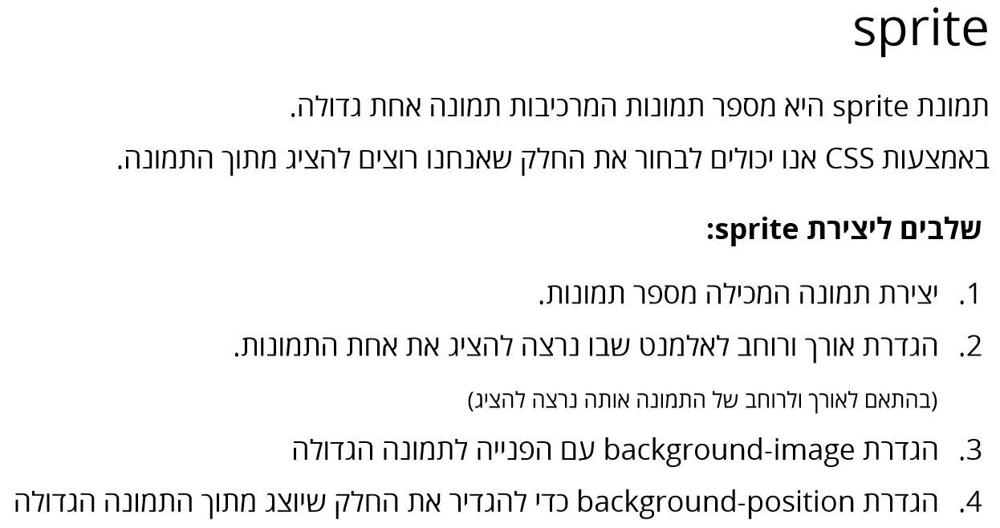 sprite
תמונת sprite היא מספר תמונות המרכיבות תמונה אחת גדולה.
באמצעות CSS אנו יכולים לבחור את החלק שאנחנו רוצים להציג מתוך התמונה.
שלבים ליצירת sprite:
1. יצירת תמונה המכילה מספר תמונות.
2. הגדרת אורך ורוחב לאלמנט שבו נרצה להציג את אחת התמונות.
(בהתאם לאורך ולרוחב של התמונה אותה נרצה להציג)
3. הגדרת background-image עם הפנייה לתמונה הגדולה
4. הגדרת background-position כדי להגדיר את החלק שיוצג מתוך התמונה הגדולה